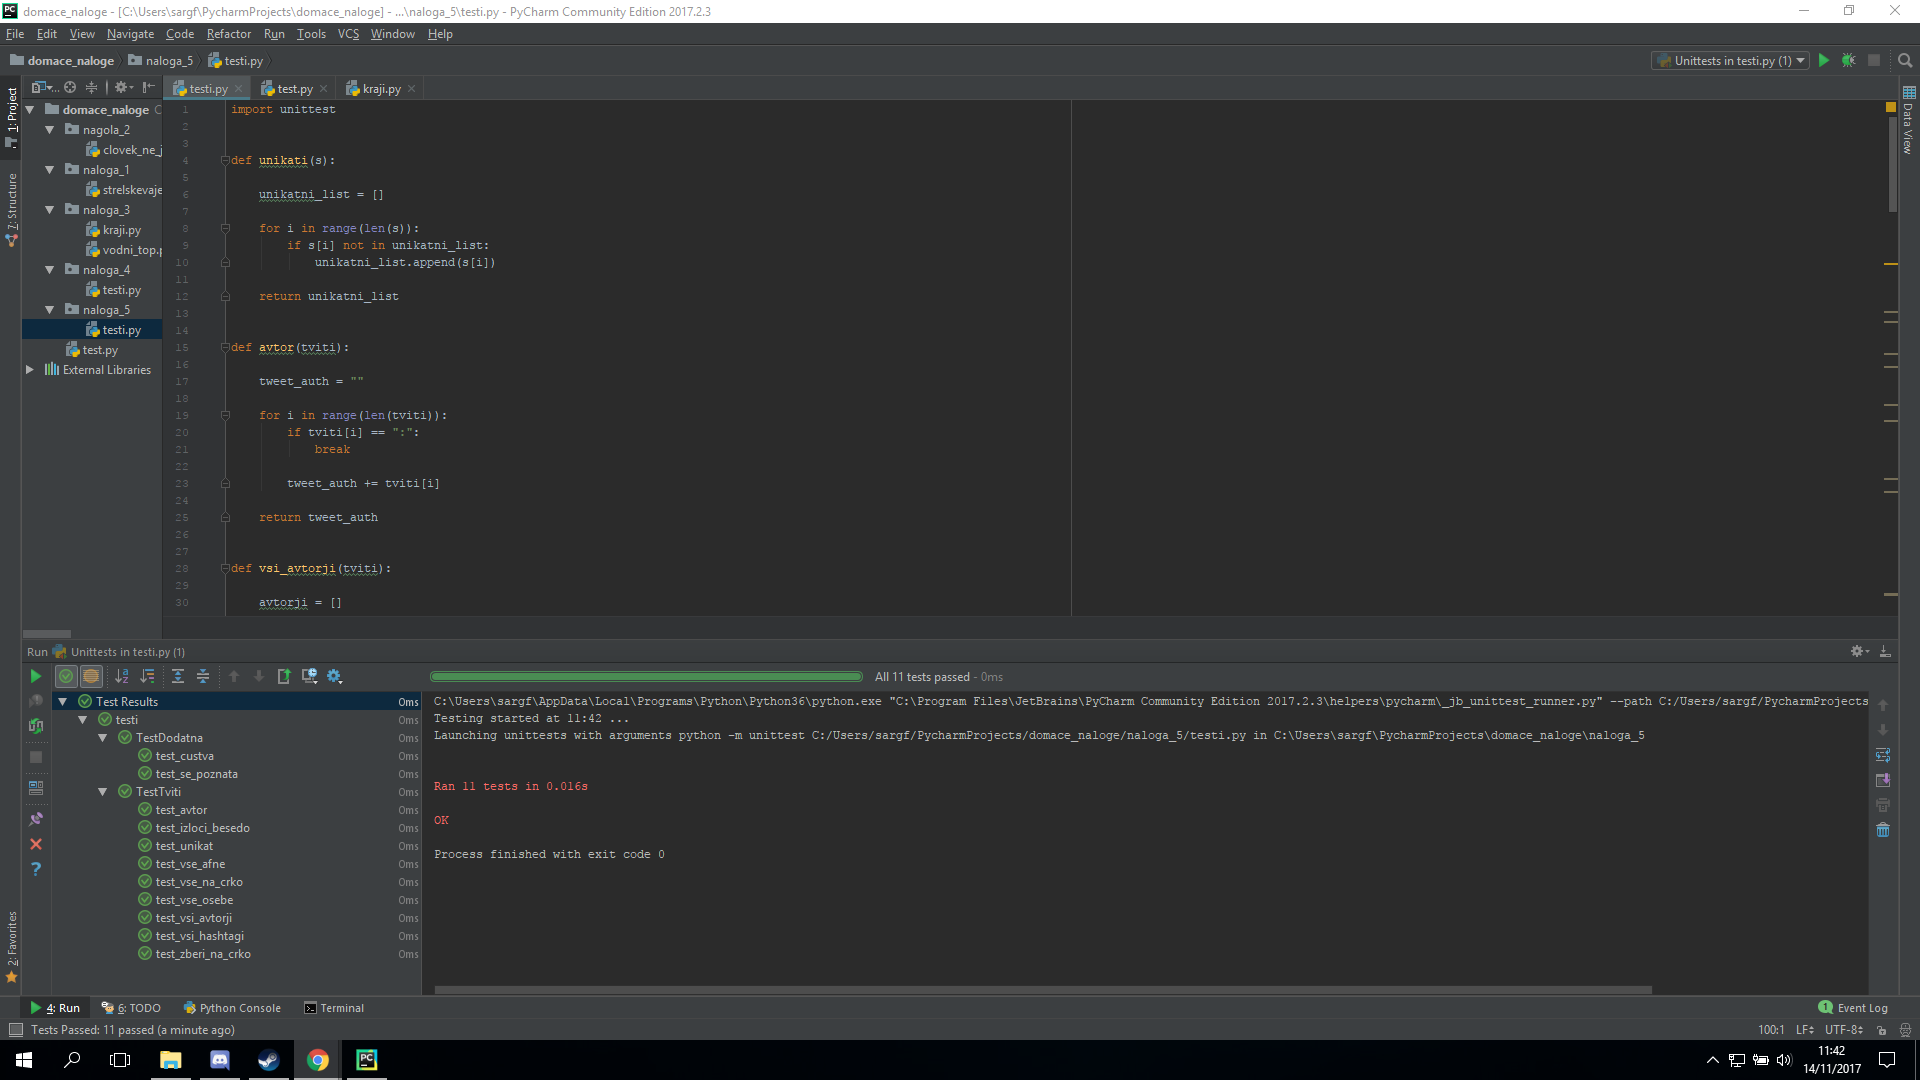 domace_naloge - [C:\Users\sargf\PycharmProjects\domace_naloge] - ...\naloga_5\testi.py - PyCharm Community Edition 2017.2.3
File Edit View Navigate Code Refactor Run Tools VCS Window Help
domace_naloge naloga_5 testi.py Unittests in testi.py (1)
testi.py test.py kraji.py
1: Project
7: Structure
2: Favorites
Data View
domace_naloge C
nagola_2
clovek_ne_j
naloga_1
strelskevaje
naloga_3
kraji.py
vodni_top.p
naloga_4
testi.py
naloga_5
testi.py
test.py
External Libraries
1 import unittest
2
3
4 def unikati(s):
5
6 unikatni_list = []
7
8 for i in range(len(s)):
9 if s[i] not in unikatni_list:
10 unikatni_list.append(s[i])
11
12 return unikatni_list
13
14
15 def avtor(tviti):
16
17 tweet_auth = ""
18
19 for i in range(len(tviti)):
20 if tviti[i] == ":":
21 break
22
23 tweet_auth += tviti[i]
24
25 return tweet_auth
26
27
28 def vsi_avtorji(tviti):
29
30 avtorji = []
Run Unittests in testi.py (1)
All 11 tests passed - 0ms
Test Results 0ms
testi 0ms
TestDodatna 0ms
test_custva 0ms
test_se_poznata 0ms
TestTviti 0ms
test_avtor 0ms
test_izloci_besedo 0ms
test_unikat 0ms
test_vse_afne 0ms
test_vse_na_crko 0ms
test_vse_osebe 0ms
test_vsi_avtorji 0ms
test_vsi_hashtagi 0ms
test_zberi_na_crko 0ms
C:\Users\sargf\AppData\Local\Programs\Python\Python36\python.exe "C:\Program Files\JetBrains\PyCharm Community Edition 2017.2.3\helpers\pycharm\_jb_unittest_runner.py" --path C:/Users/sargf/PycharmProjects
Testing started at 11:42 ...
Launching unittests with arguments python -m unittest C:/Users/sargf/PycharmProjects/domace_naloge/naloga_5/testi.py in C:\Users\sargf\PycharmProjects\domace_naloge\naloga_5
Ran 11 tests in 0.016s
OK
Process finished with exit code 0
4: Run 6: TODO Python Console Terminal 1 Event Log
Tests Passed: 11 passed (a minute ago) 100:1 LF UTF-8
11:42
14/11/2017